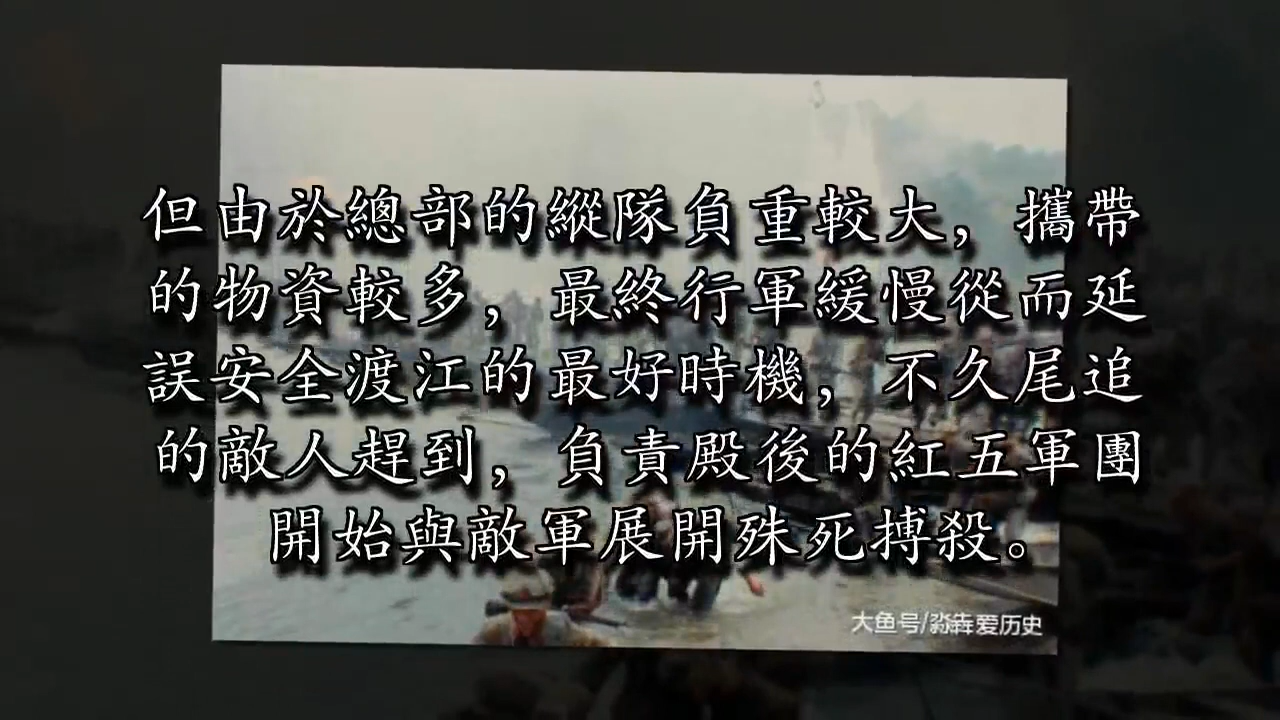 但由於總部的縱隊負重較大，攜帶
的物資較多，最終行軍緩慢從而延
誤安全渡江的最好時機，不久尾追
的敵人趕到，負責殿後的紅五軍團
開始與敵軍展開殊死搏殺。
大鱼号/淼犇爱历史